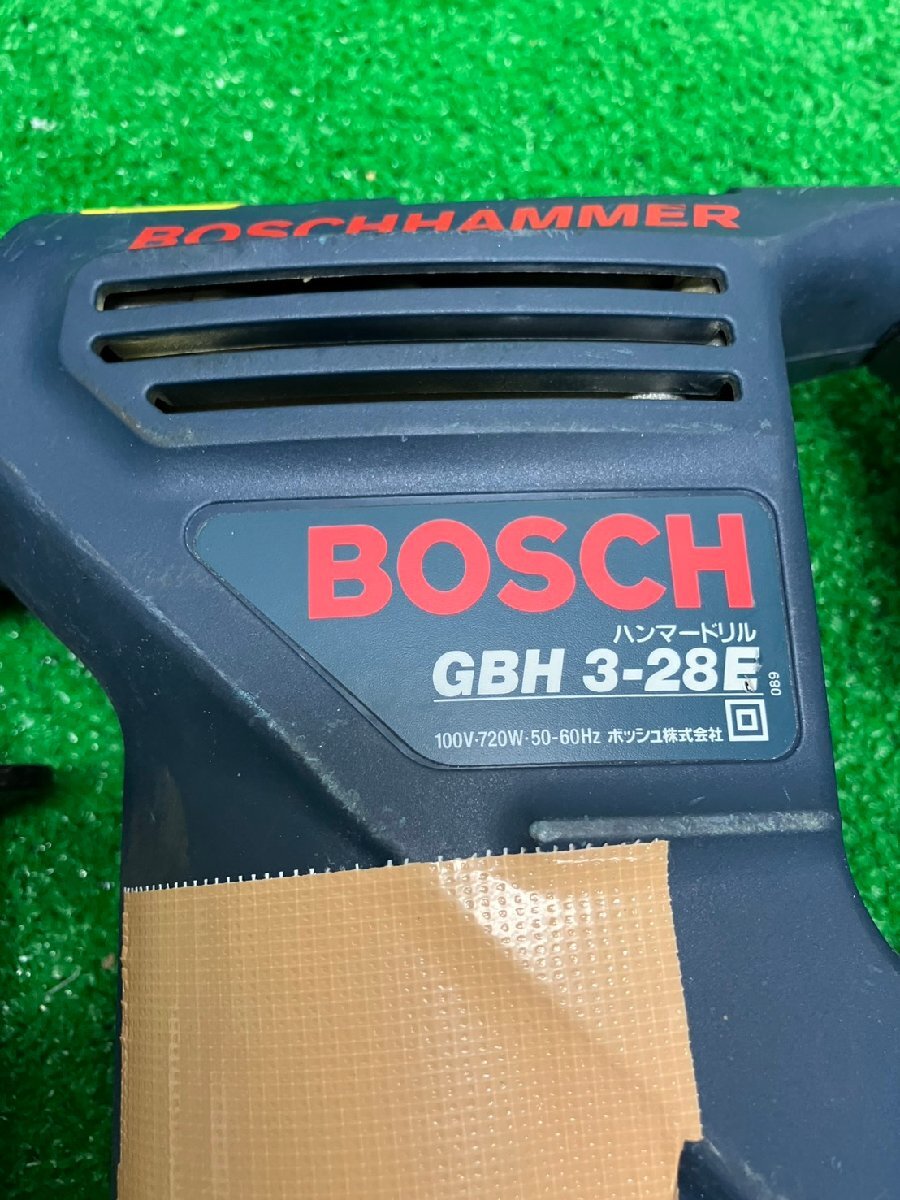 BOSCHHAMMER
BOSCH
ハンマードリル
GBH 3-28E
089
100V·720W·50-60Hz ボッシュ株式会社